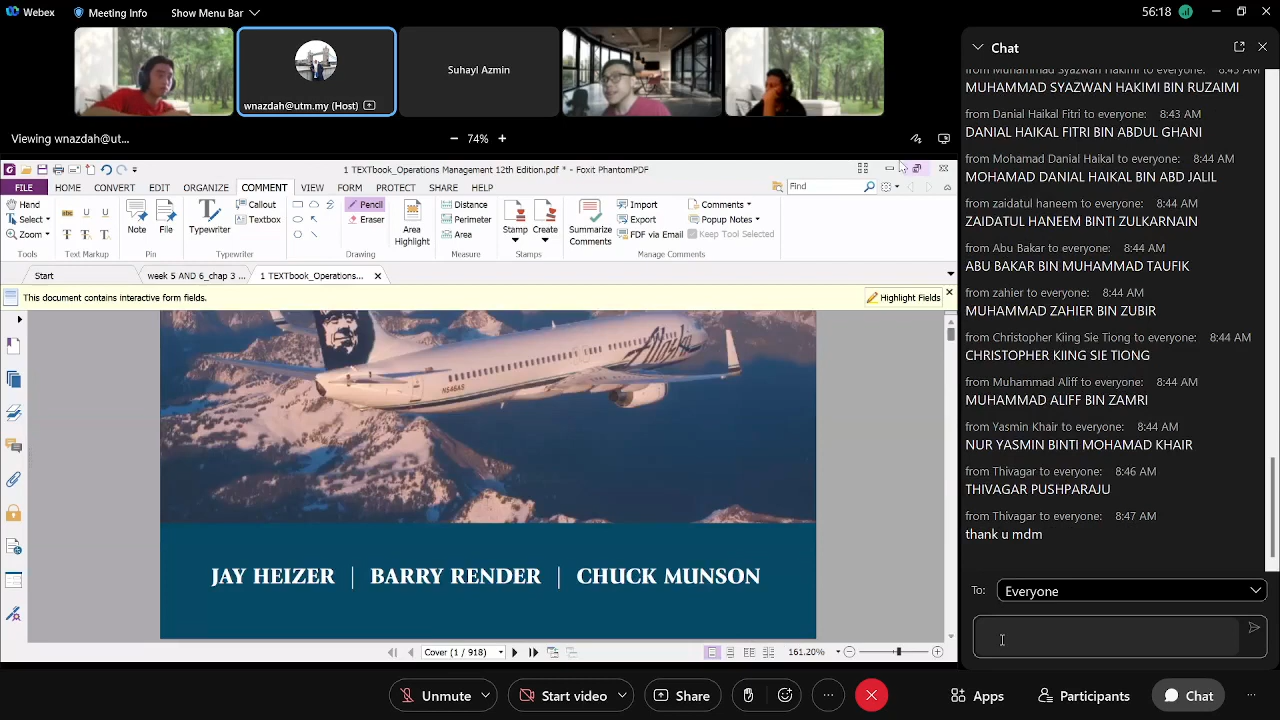 Webex
Meeting Info
Show Menu Bar
56:18
wnazdah@utm.my (Host)
Suhayl Azmin
Viewing wnazdah@ut...
74%
1 TEXTbook_Operations Management 12th Edition.pdf * - Foxit PhantomPDF
FILE HOME CONVERT EDIT ORGANIZE COMMENT VIEW FORM PROTECT SHARE HELP
Find
Hand
Select
Zoom
Tools
Text Markup
Note
File
Pin
Typewriter
Callout
Textbox
Typewriter
Pencil
Eraser
Area Highlight
Drawing
Distance
Perimeter
Area
Measure
Stamp
Create
Stamps
Summarize Comments
Import
Export
FDF via Email
Comments
Popup Notes
Keep Tool Selected
Manage Comments
Start
week 5 AND 6_chap 3 ...
1 TEXTbook_Operations...
This document contains interactive form fields.
Highlight Fields
Alaska
N546AS
JAY HEIZER | BARRY RENDER | CHUCK MUNSON
Cover (1 / 918)
161.20%
Chat
from Muhammad Syazwan Hakimi to everyone: 8:43 AM
MUHAMMAD SYAZWAN HAKIMI BIN RUZAIMI
from Danial Haikal Fitri to everyone: 8:43 AM
DANIAL HAIKAL FITRI BIN ABDUL GHANI
from Mohamad Danial Haikal to everyone: 8:44 AM
MOHAMAD DANIAL HAIKAL BIN ABD JALIL
from zaidatul haneem to everyone: 8:44 AM
ZAIDATUL HANEEM BINTI ZULKARNAIN
from Abu Bakar to everyone: 8:44 AM
ABU BAKAR BIN MUHAMMAD TAUFIK
from zahier to everyone: 8:44 AM
MUHAMMAD ZAHIER BIN ZUBIR
from Christopher Kiing Sie Tiong to everyone: 8:44 AM
CHRISTOPHER KIING SIE TIONG
from Muhammad Aliff to everyone: 8:44 AM
MUHAMMAD ALIFF BIN ZAMRI
from Yasmin Khair to everyone: 8:44 AM
NUR YASMIN BINTI MOHAMAD KHAIR
from Thivagar to everyone: 8:46 AM
THIVAGAR PUSHPARAJU
from Thivagar to everyone: 8:47 AM
thank u mdm
To: Everyone
Unmute
Start video
Share
Apps
Participants
Chat